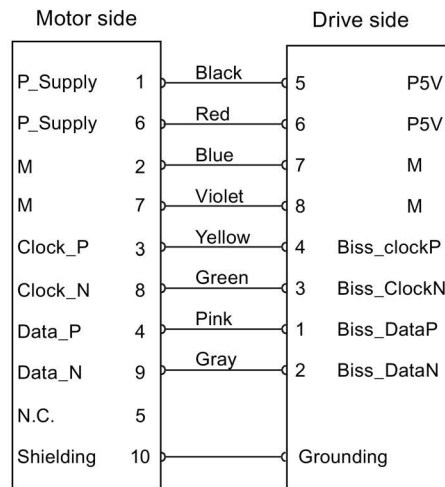 Motor side Drive side
P_Supply 1 Black 5 P5V
P_Supply 6 Red 6 P5V
M 2 Blue 7 M
M 7 Violet 8 M
Clock_P 3 Yellow 4 Biss_clockP
Clock_N 8 Green 3 Biss_ClockN
Data_P 4 Pink 1 Biss_DataP
Data_N 9 Gray 2 Biss_DataN
N.C. 5
Shielding 10 Grounding